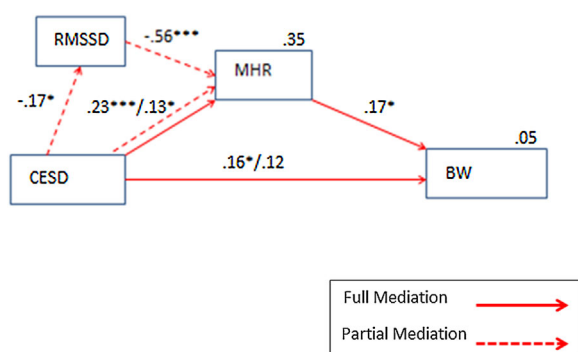 RMSSD
-.56***
.35
MHR
-.17*
.23***/.13*
.17*
.05
CESD
.16*/.12
BW
Full Mediation
Partial Mediation